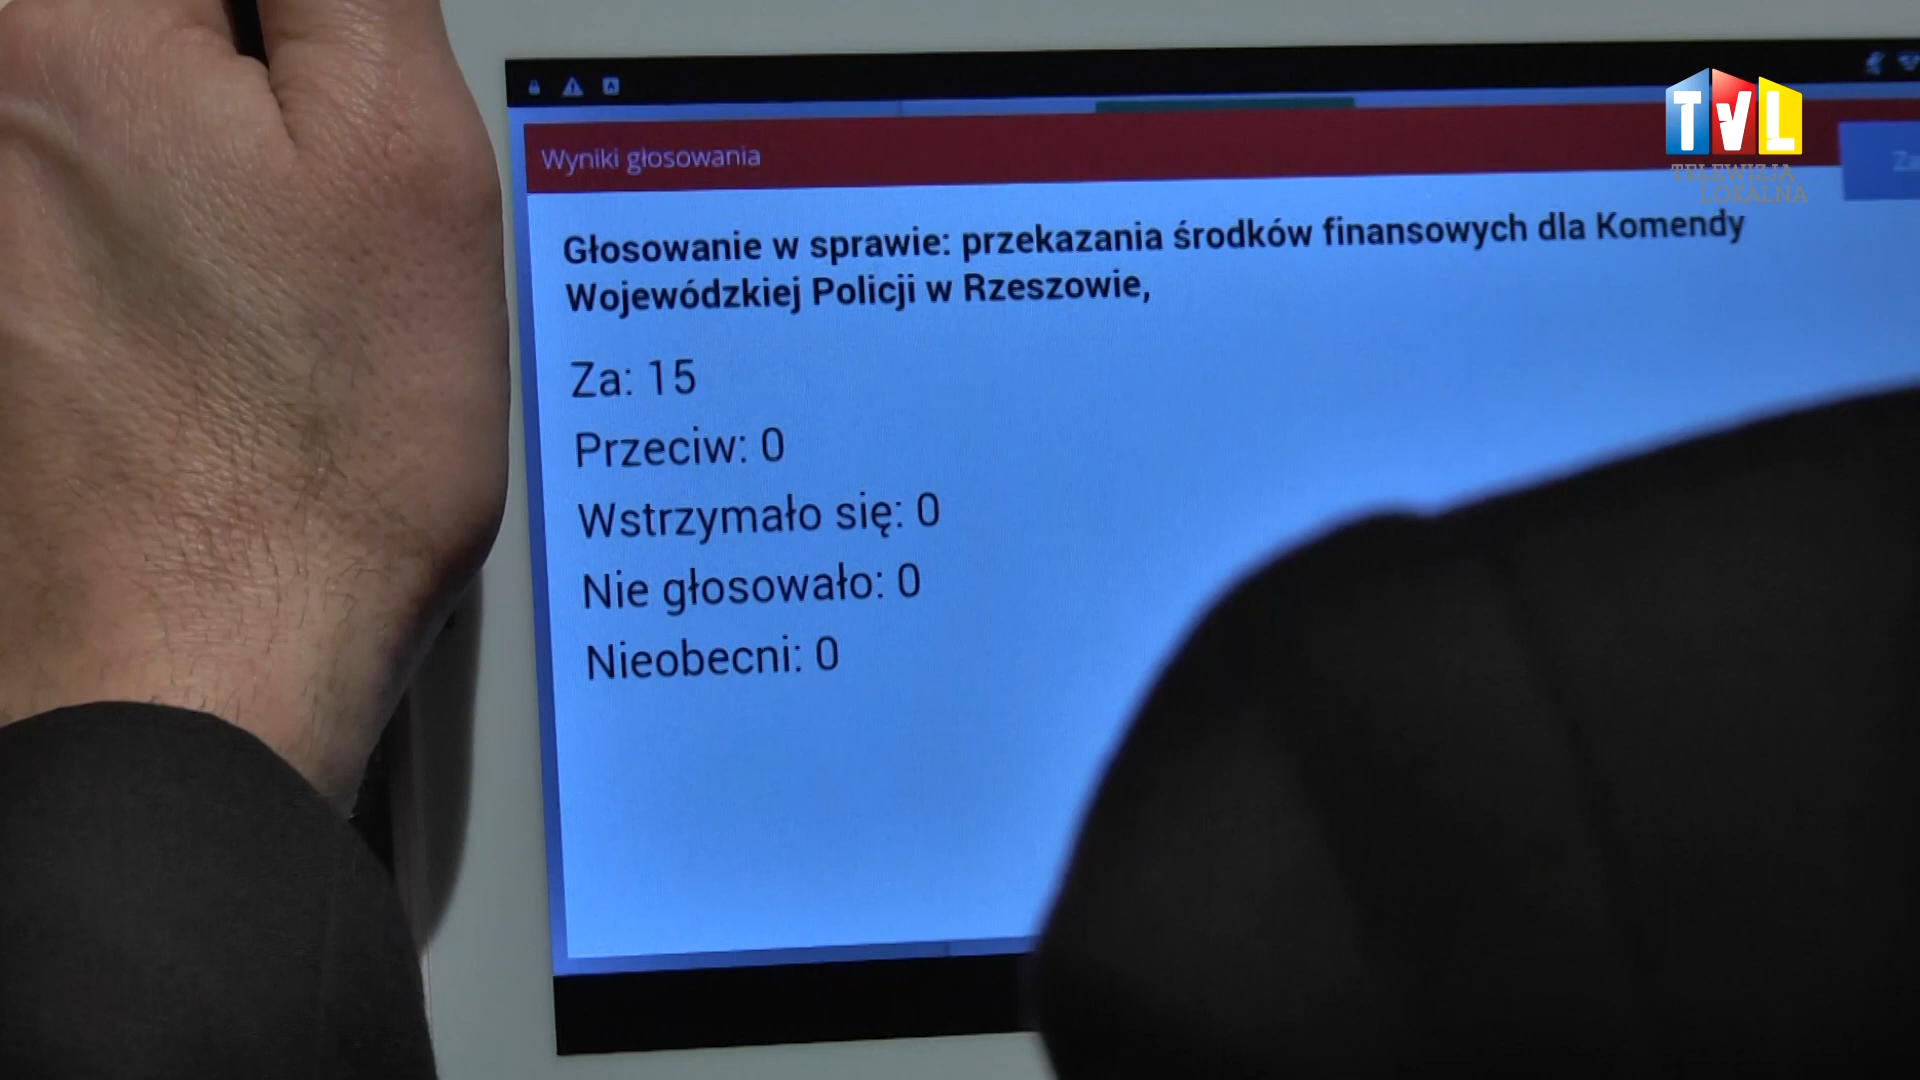 TVL
TELEWIZJA
LOKALNA
Wyniki głosowania
Głosowanie w sprawie: przekazania środków finansowych dla Komendy
Wojewódzkiej Policji w Rzeszowie,
Za: 15
Przeciw: 0
Wstrzymało się: 0
Nie głosowało: 0
Nieobecni: 0